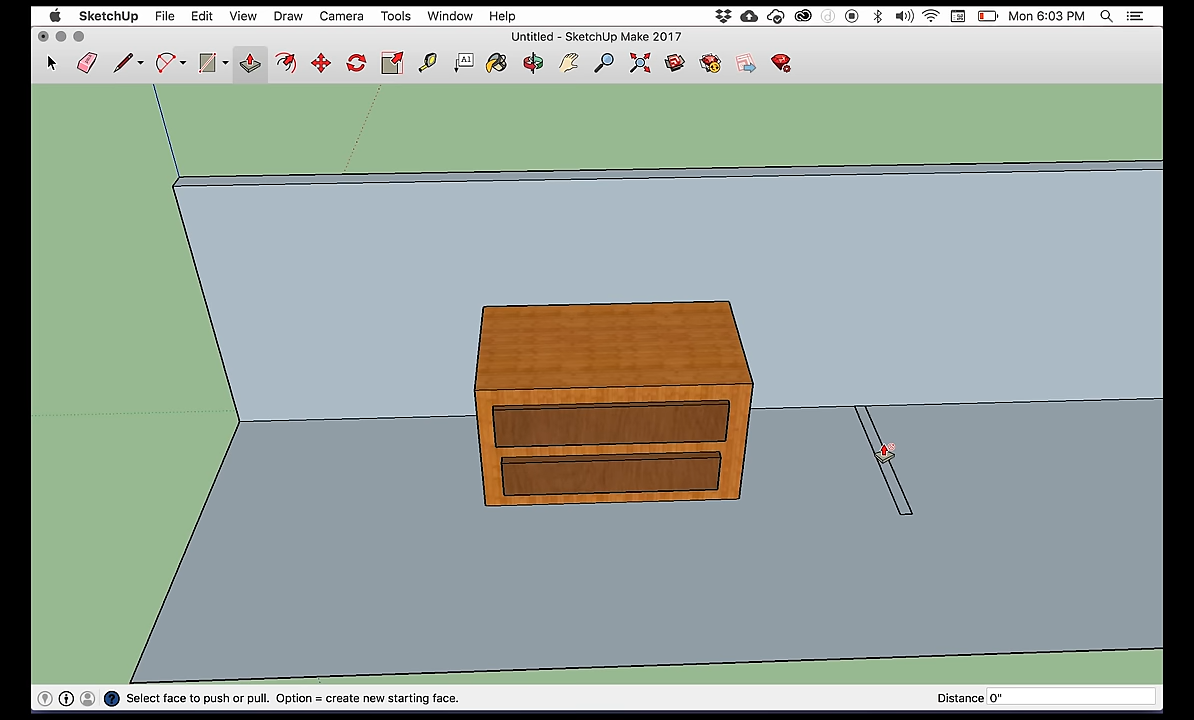 SketchUp File Edit View Draw Camera Tools Window Help Mon 6:03 PM
Untitled - SketchUp Make 2017
A1
Select face to push or pull. Option = create new starting face. Distance 0"